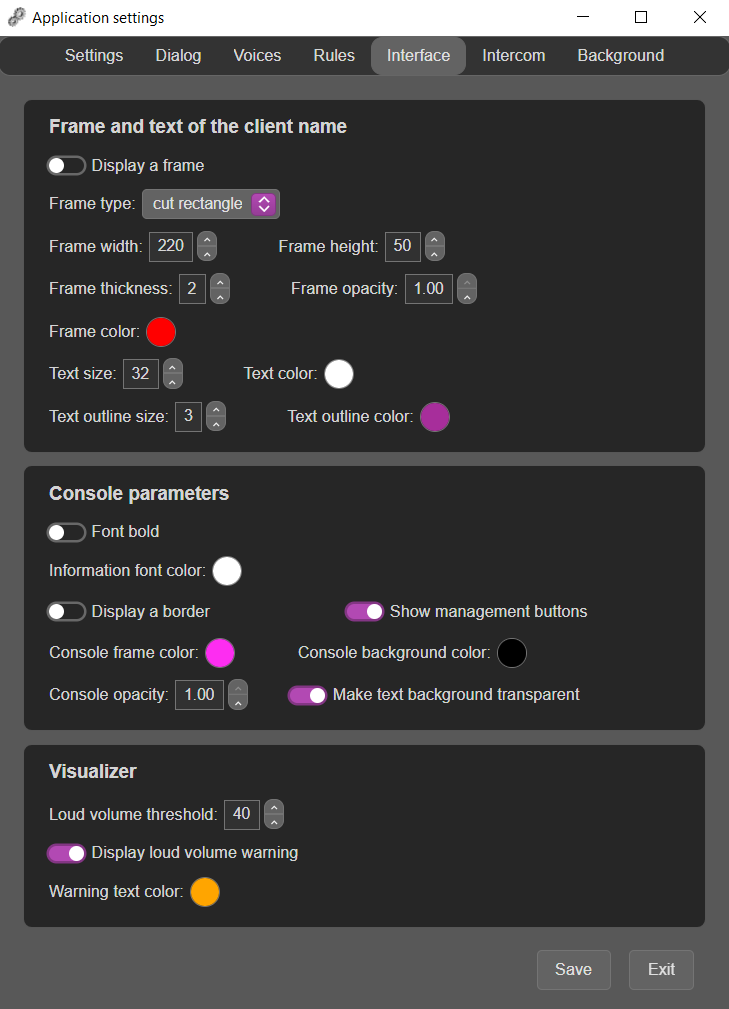 Application settings
Settings Dialog Voices Rules Interface Intercom Background
Frame and text of the client name
Display a frame
Frame type: cut rectangle
Frame width: 220 Frame height: 50
Frame thickness: 2 Frame opacity: 1.00
Frame color:
Text size: 32 Text color:
Text outline size: 3 Text outline color:
Console parameters
Font bold
Information font color:
Display a border Show management buttons
Console frame color: Console background color:
Console opacity: 1.00 Make text background transparent
Visualizer
Loud volume threshold: 40
Display loud volume warning
Warning text color:
Save Exit